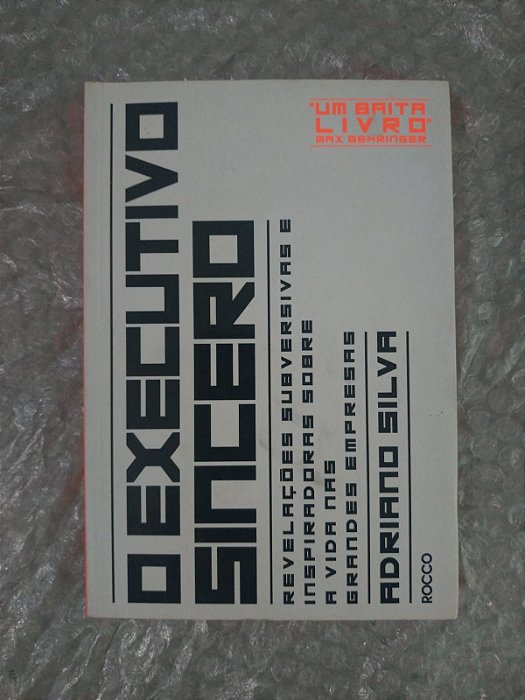 "UM BAITA
LIVRO"
MAX GEHRINGER
O EXECUTIVO
SINCERO
REVELAÇÕES SUBVERSIVAS E
INSPIRADORAS SOBRE
A VIDA NAS
GRANDES EMPRESAS
ADRIANO SILVA
ROCCO